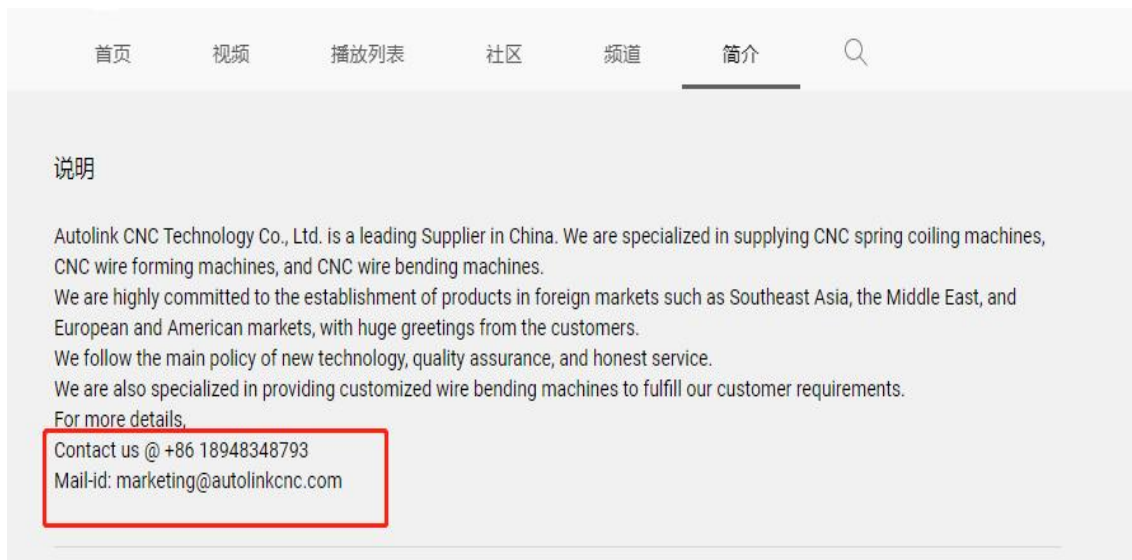 首页 视频 播放列表 社区 频道 简介
说明
Autolink CNC Technology Co., Ltd. is a leading Supplier in China. We are specialized in supplying CNC spring coiling machines,
CNC wire forming machines, and CNC wire bending machines.
We are highly committed to the establishment of products in foreign markets such as Southeast Asia, the Middle East, and
European and American markets, with huge greetings from the customers.
We follow the main policy of new technology, quality assurance, and honest service.
We are also specialized in providing customized wire bending machines to fulfill our customer requirements.
For more details,
Contact us @ +86 18948348793
Mail-id: marketing@autolinkcnc.com